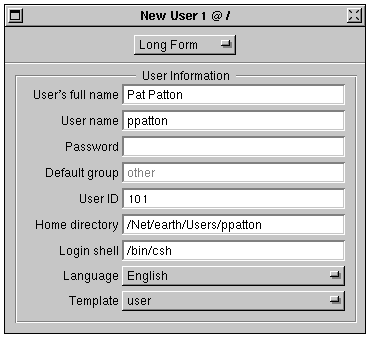 New User 1 @ /
Long Form
User Information
User's full name Pat Patton
User name ppatton
Password
Default group other
User ID 101
Home directory /Net/earth/Users/ppatton
Login shell /bin/csh
Language English
Template user